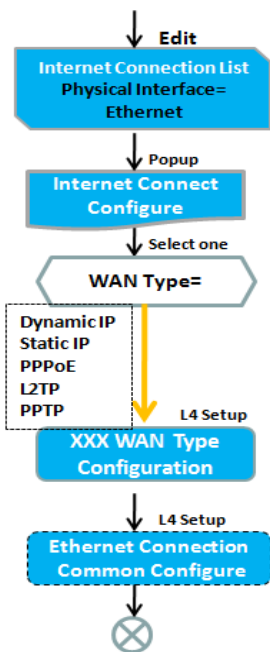 Edit
Internet Connection List
Physical Interface=
Ethernet
Popup
Internet Connect
Configure
Select one
WAN Type=
Dynamic IP
Static IP
PPPoE
L2TP
PPTP
L4 Setup
XXX WAN Type
Configuration
L4 Setup
Ethernet Connection
Common Configure